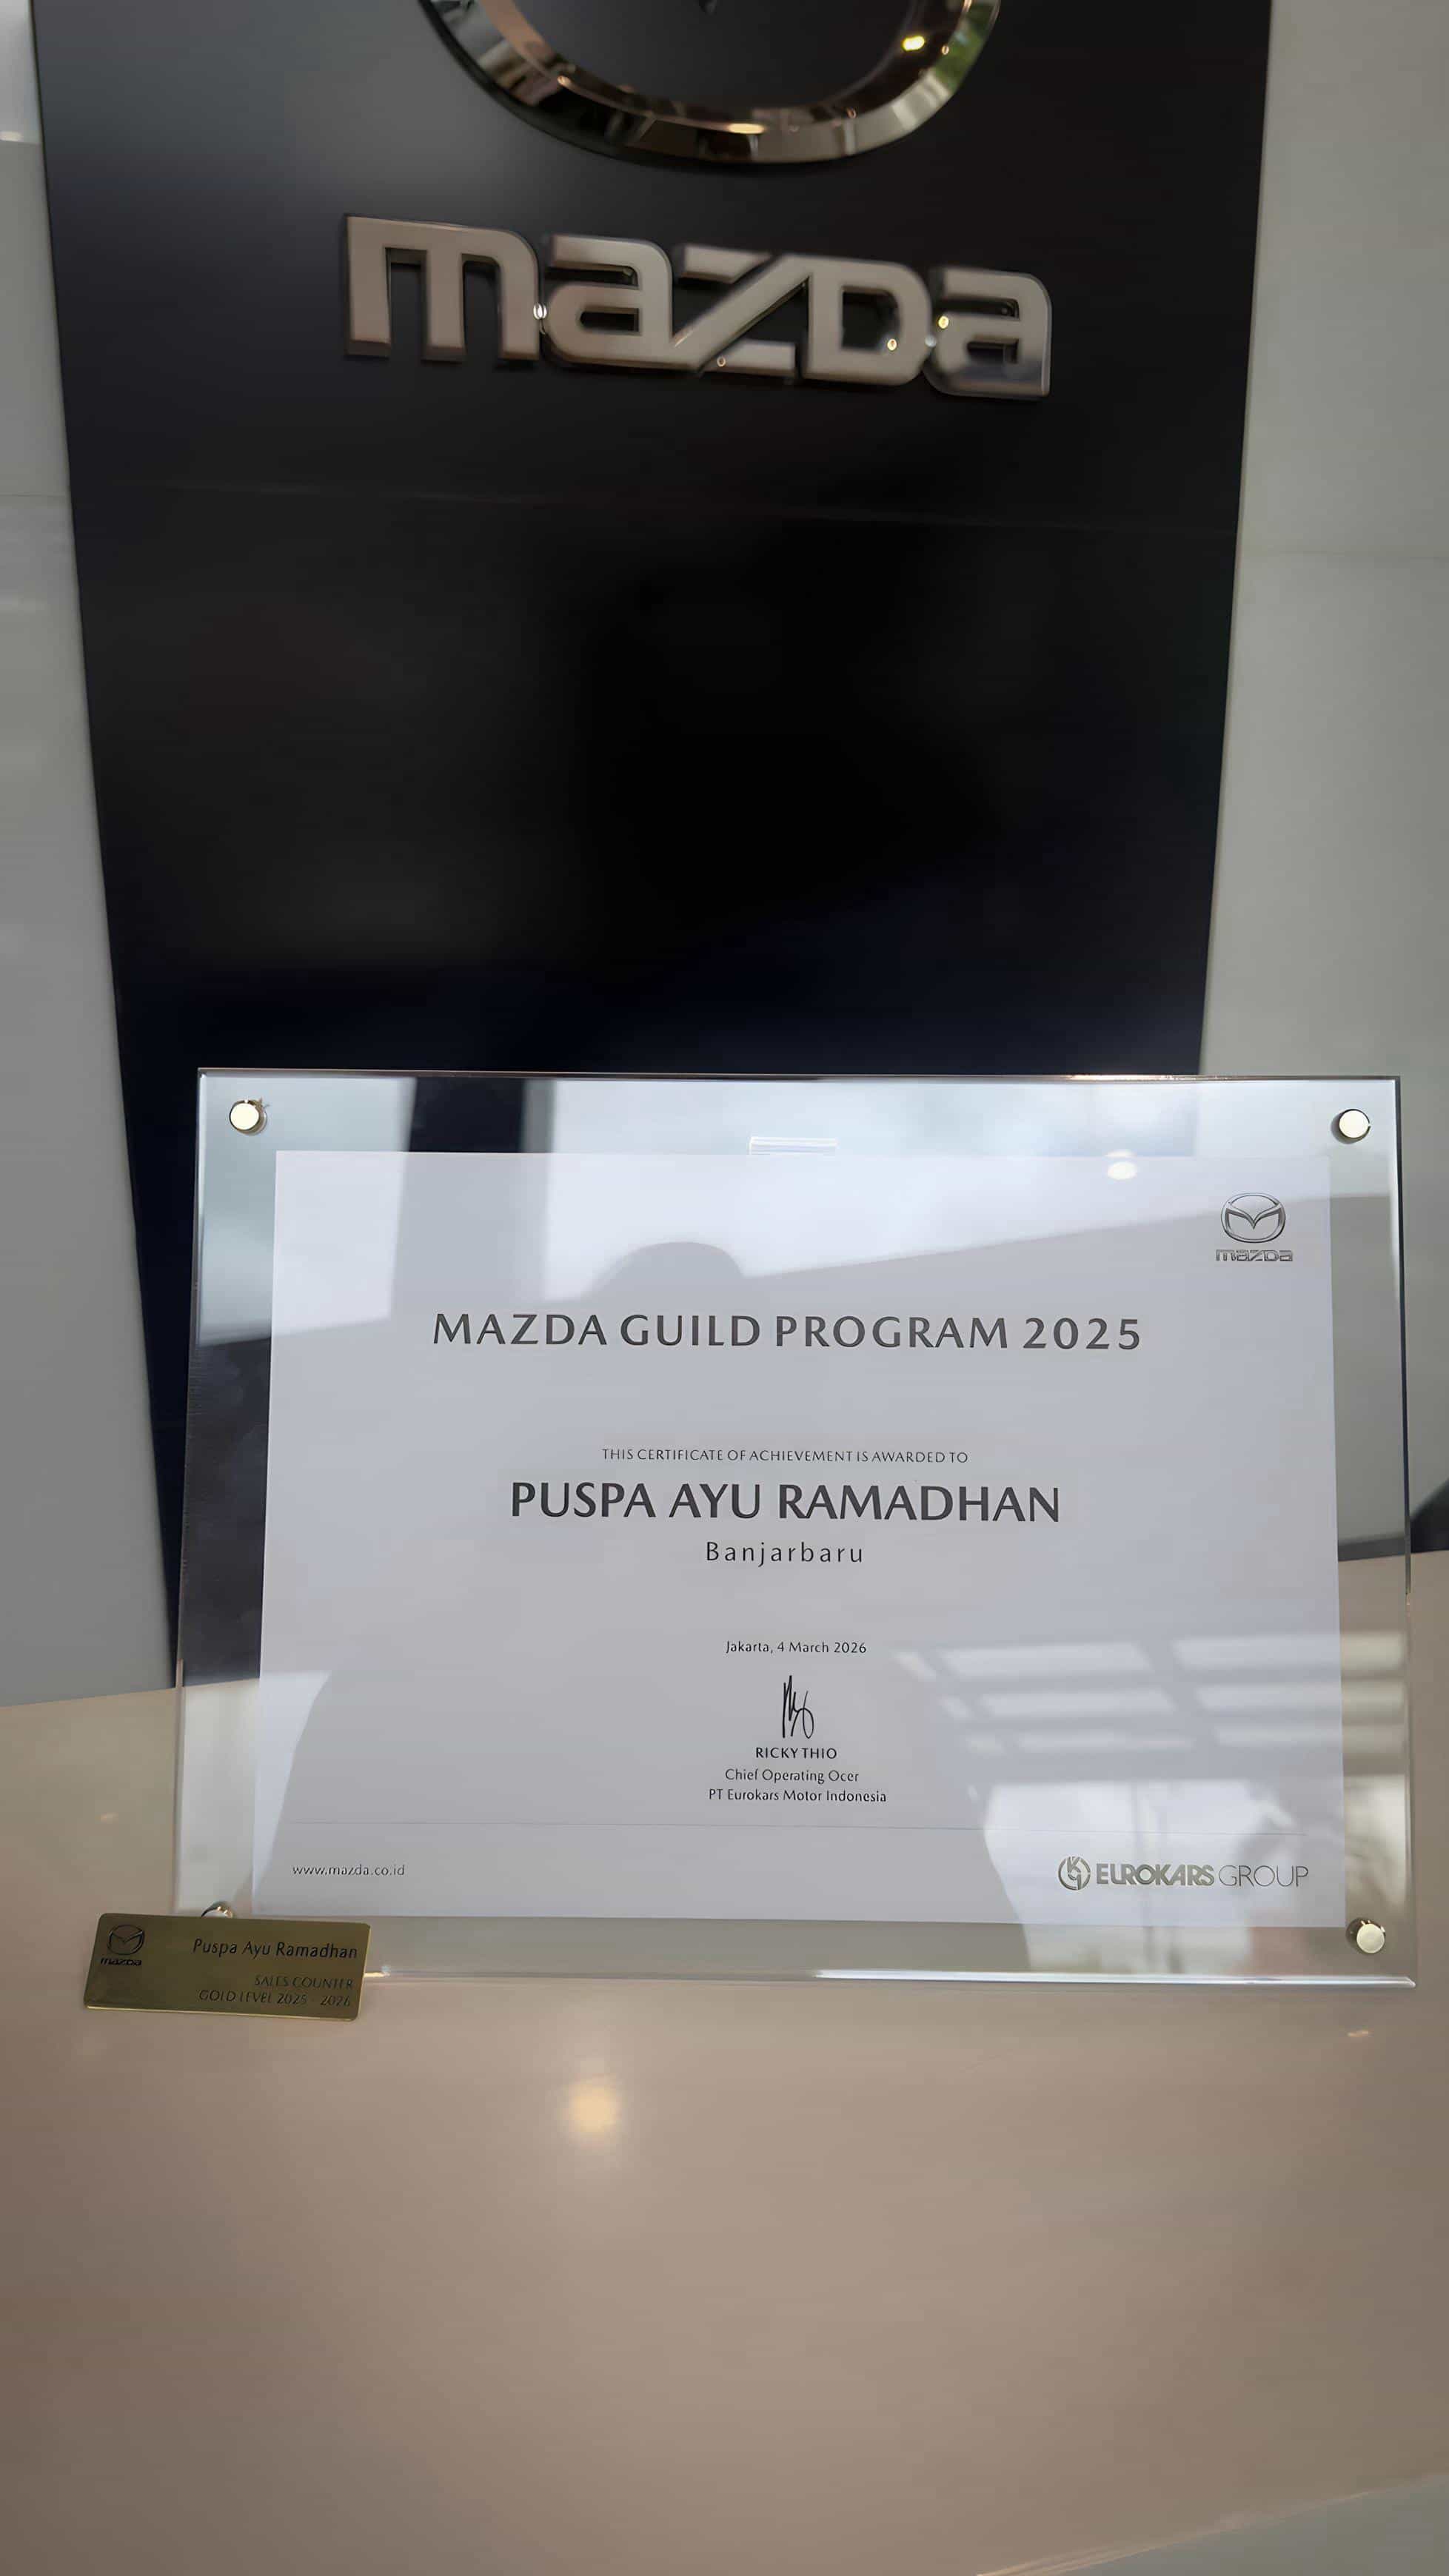 mazda
mazda
MAZDA GUILD PROGRAM 2025
THIS CERTIFICATE OF ACHIEVEMENT IS AWARDED TO
PUSPA AYU RAMADHAN
Banjarbaru
Jakarta, 4 March 2026
RICKY THIO
Chief Operating Ocer
PT Eurokars Motor Indonesia
www.mazda.co.id
EUROKARS GROUP
mazda
Puspa Ayu Ramadhan
SALES COUNTER
GOLD LEVEL 2025 - 2026